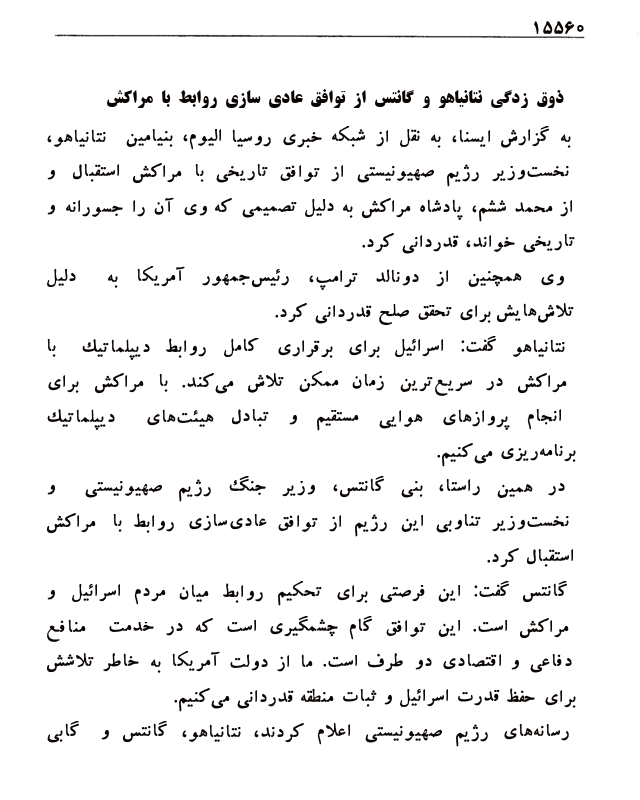 ۱۵۵۶۰
ذوق زدگی نتانیاهو و گانتس از توافق عادی سازی روابط با مراکش
به گزارش ایسنا، به نقل از شبکه خبری روسیا الیوم، بنیامین نتانیاهو،
نخست‌وزیر رژیم صهیونیستی از توافق تاریخی با مراکش استقبال و
از محمد ششم، پادشاه مراکش به دلیل تصمیمی که وی آن را جسورانه و
تاریخی خواند، قدردانی کرد.
وی همچنین از دونالد ترامپ، رئیس‌جمهور آمریکا به دلیل
تلاش‌هایش برای تحقق صلح قدردانی کرد.
نتانیاهو گفت: اسرائیل برای برقراری کامل روابط دیپلماتیك با
مراکش در سریع‌ترین زمان ممکن تلاش می‌کند. با مراکش برای
انجام پروازهای هوایی مستقیم و تبادل هیئت‌های دیپلماتیك
برنامه‌ریزی می‌کنیم.
در همین راستا، بنی گانتس، وزیر جنگ رژیم صهیونیستی و
نخست‌وزیر تناوبی این رژیم از توافق عادی‌سازی روابط با مراکش
استقبال کرد.
گانتس گفت: این فرصتی برای تحکیم روابط میان مردم اسرائیل و
مراکش است. این توافق گام چشمگیری است که در خدمت منافع
دفاعی و اقتصادی دو طرف است. ما از دولت آمریکا به خاطر تلاشش
برای حفظ قدرت اسرائیل و ثبات منطقه قدردانی می‌کنیم.
رسانه‌های رژیم صهیونیستی اعلام کردند، نتانیاهو، گانتس و گابی